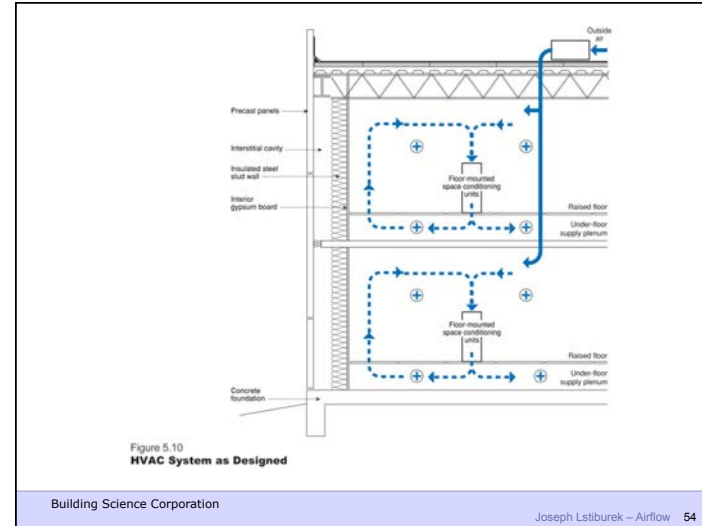 Outside
air
Precast panels
Interstitial cavity
Insulated steel
stud wall
Interior
gypsum board
Floor-mounted
space conditioning
units
Raised floor
Under-floor
supply plenum
Floor-mounted
space conditioning
units
Raised floor
Under-floor
supply plenum
Concrete
foundation
Figure 5.10
HVAC System as Designed
Building Science Corporation
Joseph Lstiburek – Airflow 54